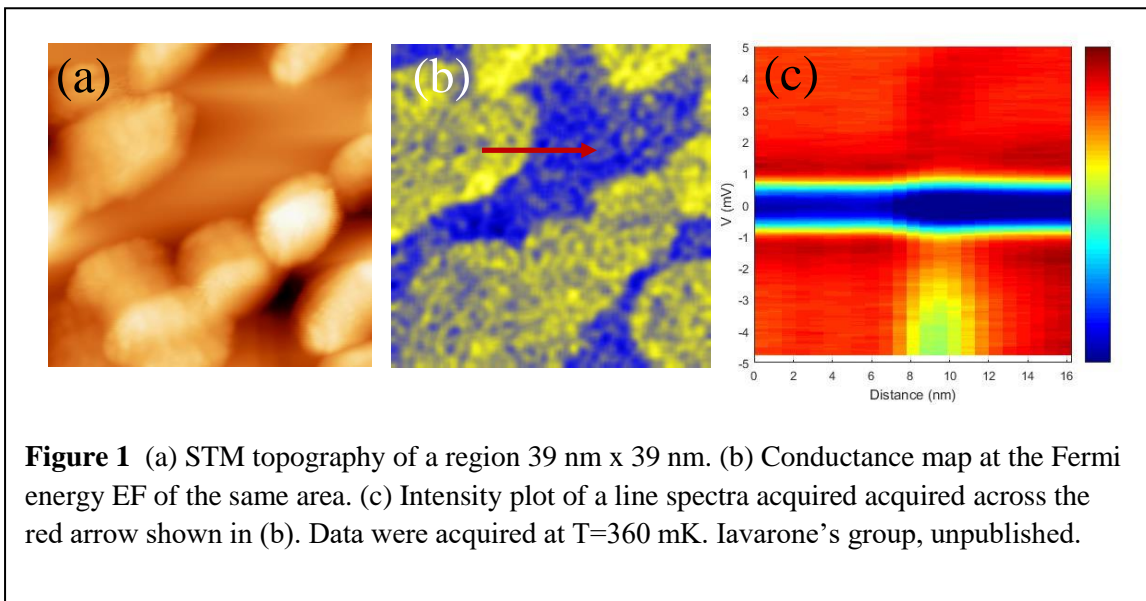 (a)
(b)
(c)
5
4
3
2
1
0
-1
-2
-3
-4
-5
V (mV)
0 2 4 6 8 10 12 14 16
Distance (nm)
Figure 1 (a) STM topography of a region 39 nm x 39 nm. (b) Conductance map at the Fermi
energy EF of the same area. (c) Intensity plot of a line spectra acquired acquired across the
red arrow shown in (b). Data were acquired at T=360 mK. Iavarone’s group, unpublished.